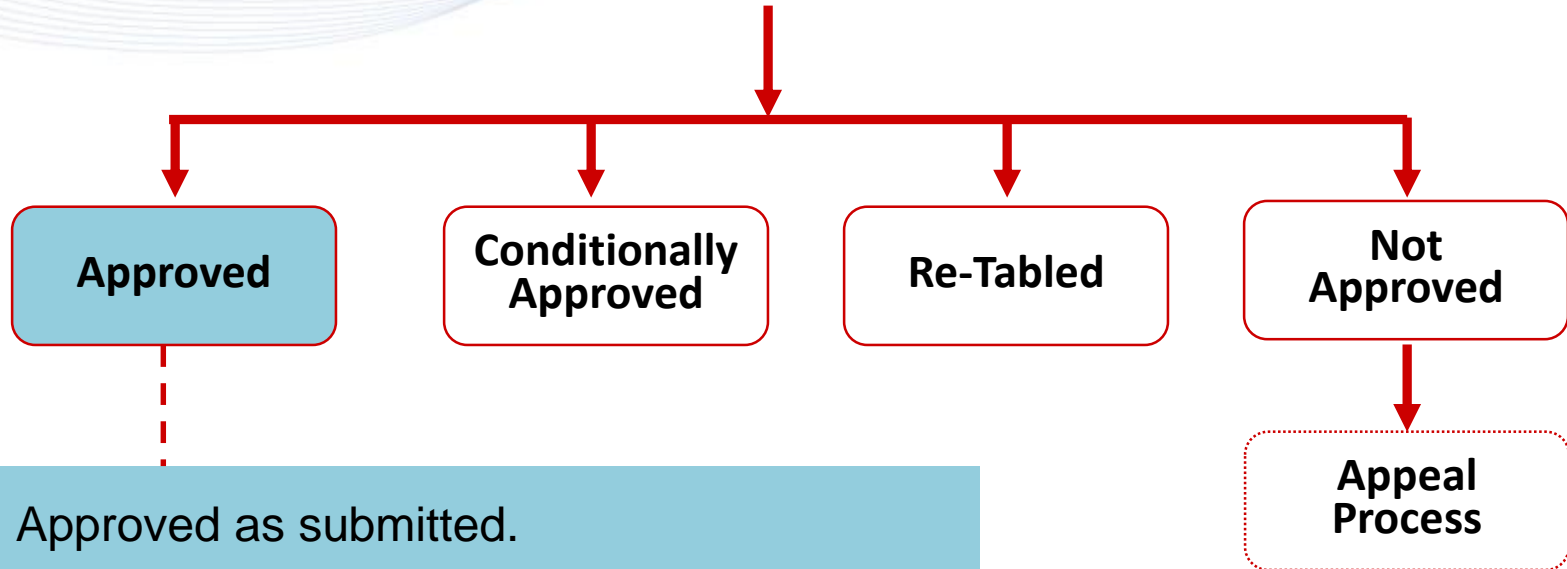 Approved
Conditionally
Approved
Re-Tabled
Not
Approved
Appeal
Process
Approved as submitted.